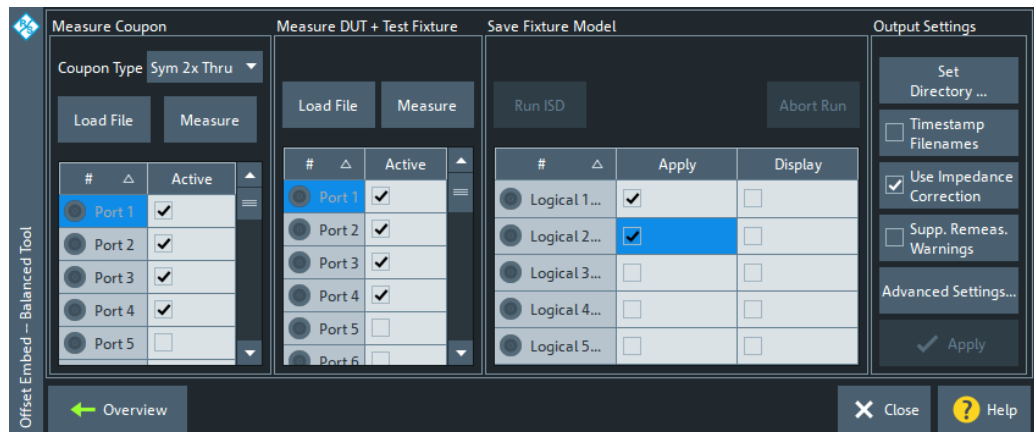 Offset Embed – Balanced Tool
Measure Coupon
Coupon Type Sym 2x Thru
Load File Measure
# Active
Port 1
Port 2
Port 3
Port 4
Port 5
Measure DUT + Test Fixture
Load File Measure
# Active
Port 1
Port 2
Port 3
Port 4
Port 5
Port 6
Save Fixture Model
Run ISD Abort Run
# Apply Display
Logical 1...
Logical 2...
Logical 3...
Logical 4...
Logical 5...
Output Settings
Set
Directory ...
Timestamp
Filenames
Use Impedance
Correction
Supp. Remeas.
Warnings
Advanced Settings...
Apply
Overview
Close
? Help